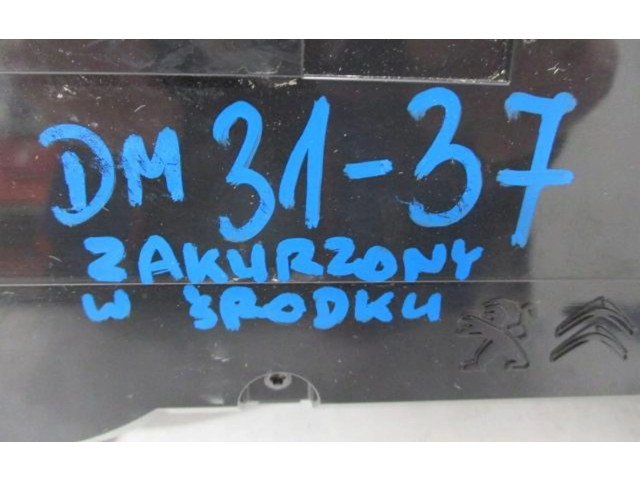 DM 31-37
ZAKURZONY
W ŚRODKU